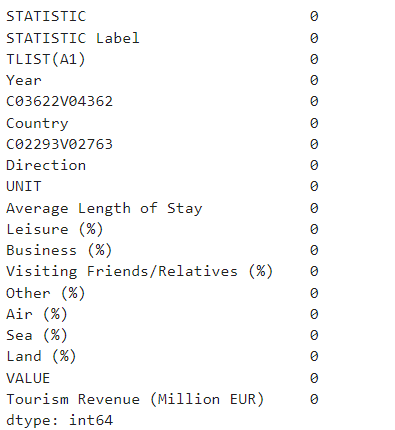 STATISTIC 0
STATISTIC Label 0
TLIST(A1) 0
Year 0
C03622V04362 0
Country 0
C02293V02763 0
Direction 0
UNIT 0
Average Length of Stay 0
Leisure (%) 0
Business (%) 0
Visiting Friends/Relatives (%) 0
Other (%) 0
Air (%) 0
Sea (%) 0
Land (%) 0
VALUE 0
Tourism Revenue (Million EUR) 0
dtype: int64